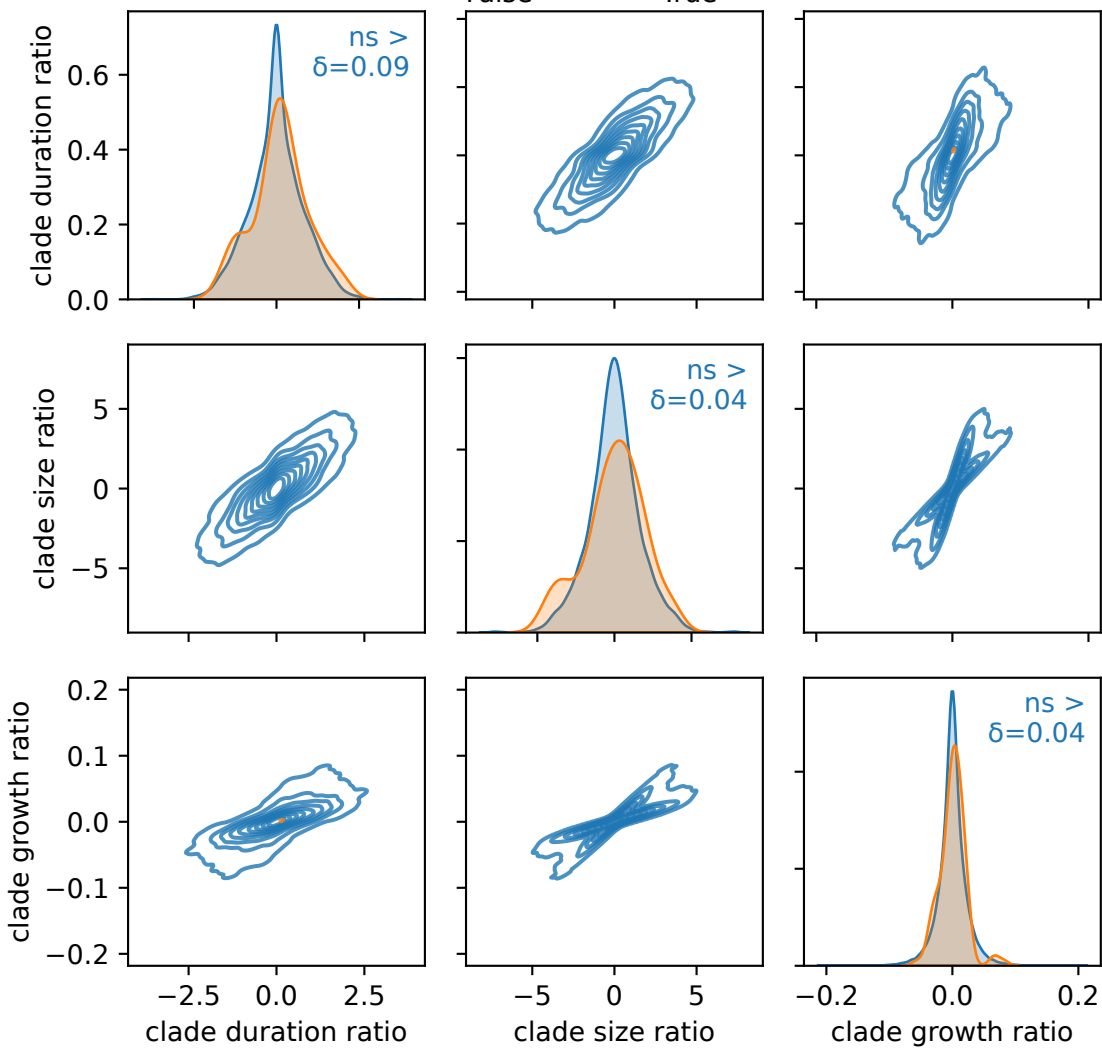 clade duration ratio
0.6
0.4
0.2
0.0
ns >
δ=0.09
clade size ratio
5
0
−5
ns >
δ=0.04
clade growth ratio
0.2
0.1
0.0
−0.1
−0.2
ns >
δ=0.04
−2.5 0.0 2.5
clade duration ratio
−5 0 5
clade size ratio
−0.2 0.0 0.2
clade growth ratio